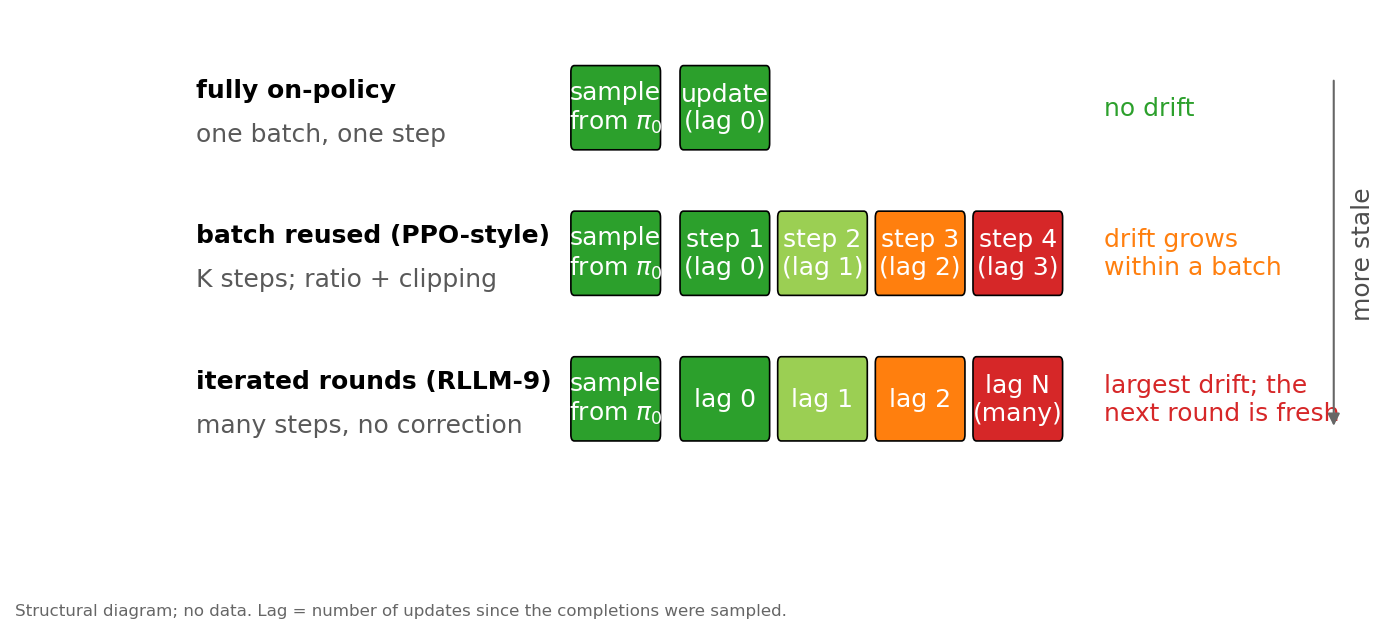 fully on-policy
one batch, one step
sample
from π₀
update
(lag 0)
no drift
batch reused (PPO-style)
K steps; ratio + clipping
sample
from π₀
step 1
(lag 0)
step 2
(lag 1)
step 3
(lag 2)
step 4
(lag 3)
drift grows
within a batch
iterated rounds (RLLM-9)
many steps, no correction
sample
from π₀
lag 0
lag 1
lag 2
lag N
(many)
largest drift; the
next round is fresh
more stale
Structural diagram; no data. Lag = number of updates since the completions were sampled.